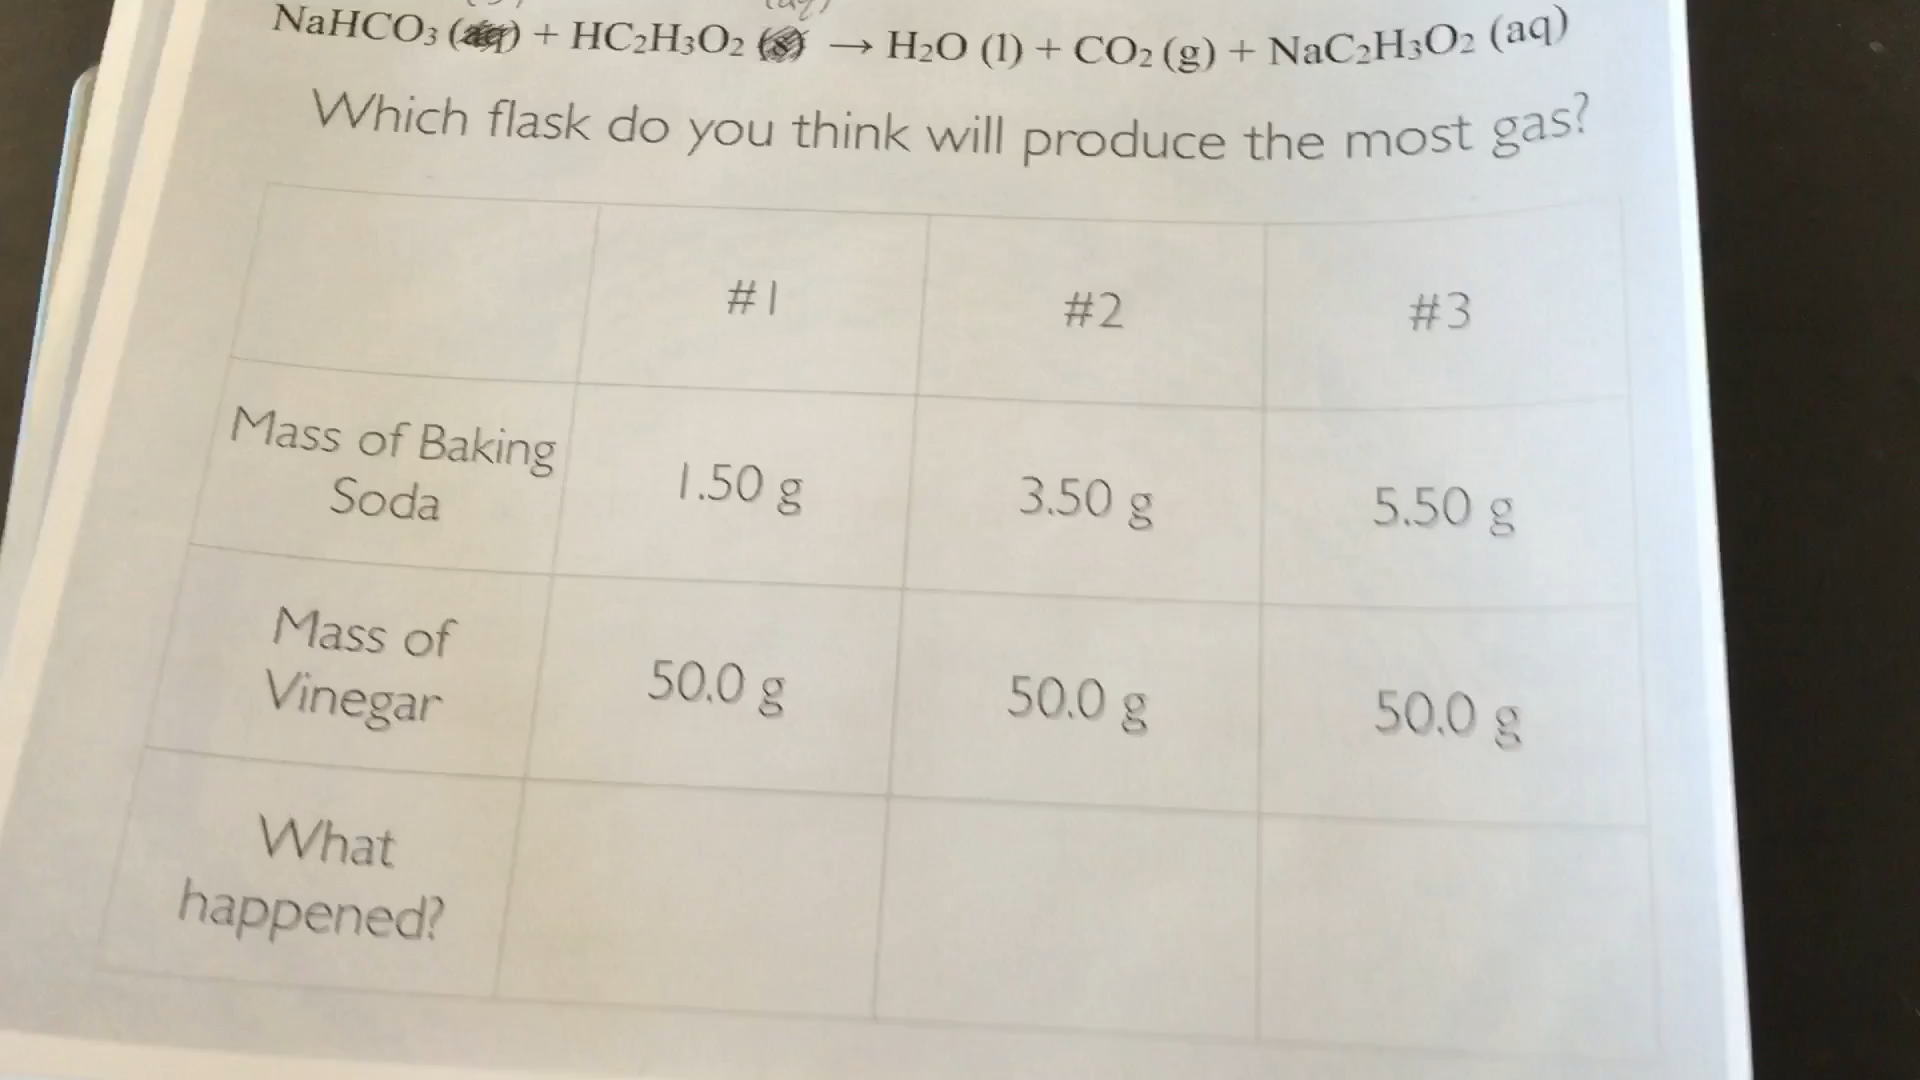 NaHCO₃ + HC₂H₃O₂ → H₂O (l) + CO₂ (g) + NaC₂H₃O₂ (aq)
Which flask do you think will produce the most gas?
#1 #2 #3
Mass of Baking
Soda 1.50 g 3.50 g 5.50 g
Mass of
Vinegar 50.0 g 50.0 g 50.0 g
What
happened?